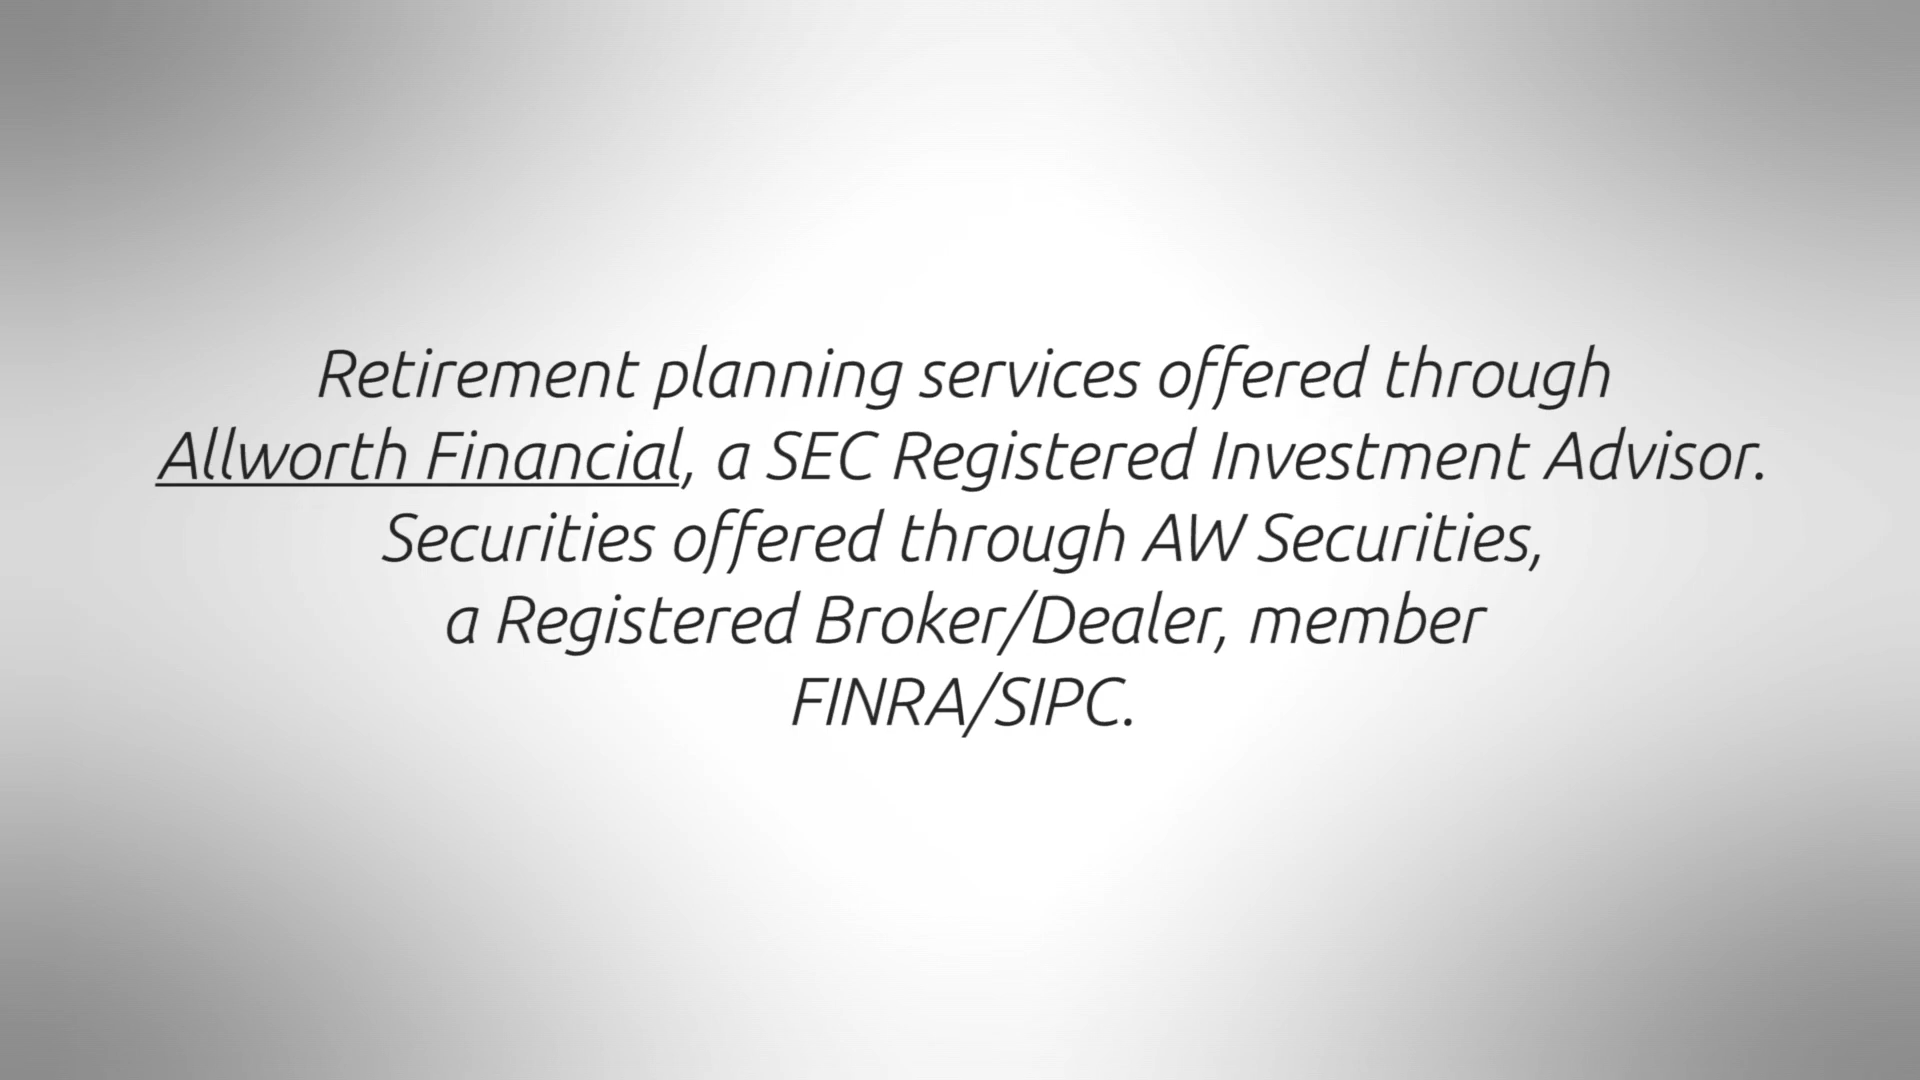 Retirement planning services offered through
Allworth Financial, a SEC Registered Investment Advisor.
Securities offered through AW Securities,
a Registered Broker/Dealer, member
FINRA/SIPC.